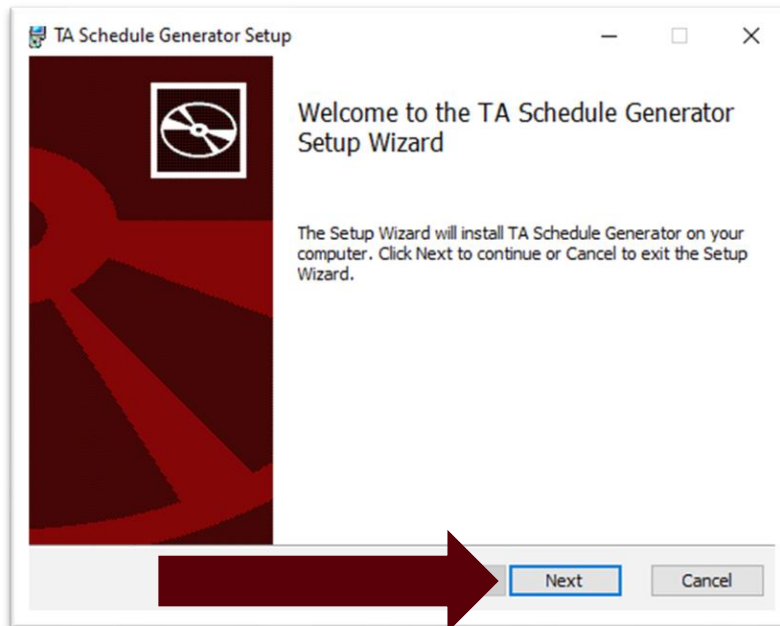 TA Schedule Generator Setup
Welcome to the TA Schedule Generator
Setup Wizard
The Setup Wizard will install TA Schedule Generator on your
computer. Click Next to continue or Cancel to exit the Setup
Wizard.
Next
Cancel